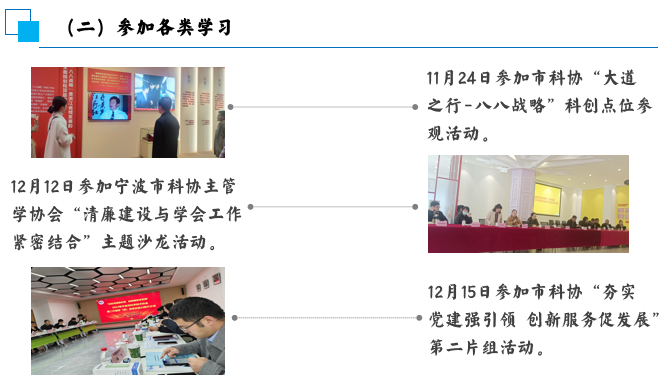 （二）参加各类学习
11月24日参加市科协“大道
之行-八八战略”科创点位参
观活动。
12月12日参加宁波市科协主管
学协会“清廉建设与学会工作
紧密结合”主题沙龙活动。
12月15日参加市科协“夯实
党建强引领 创新服务促发展”
第二片组活动。